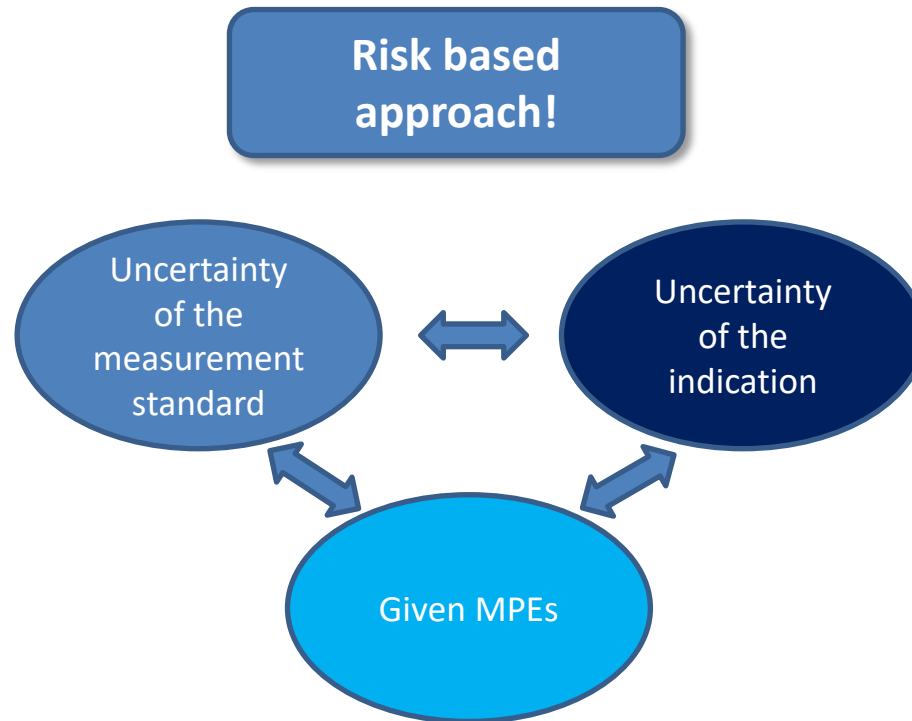 Risk based
approach!
Uncertainty
of the
measurement
standard
Uncertainty
of the
indication
Given MPEs